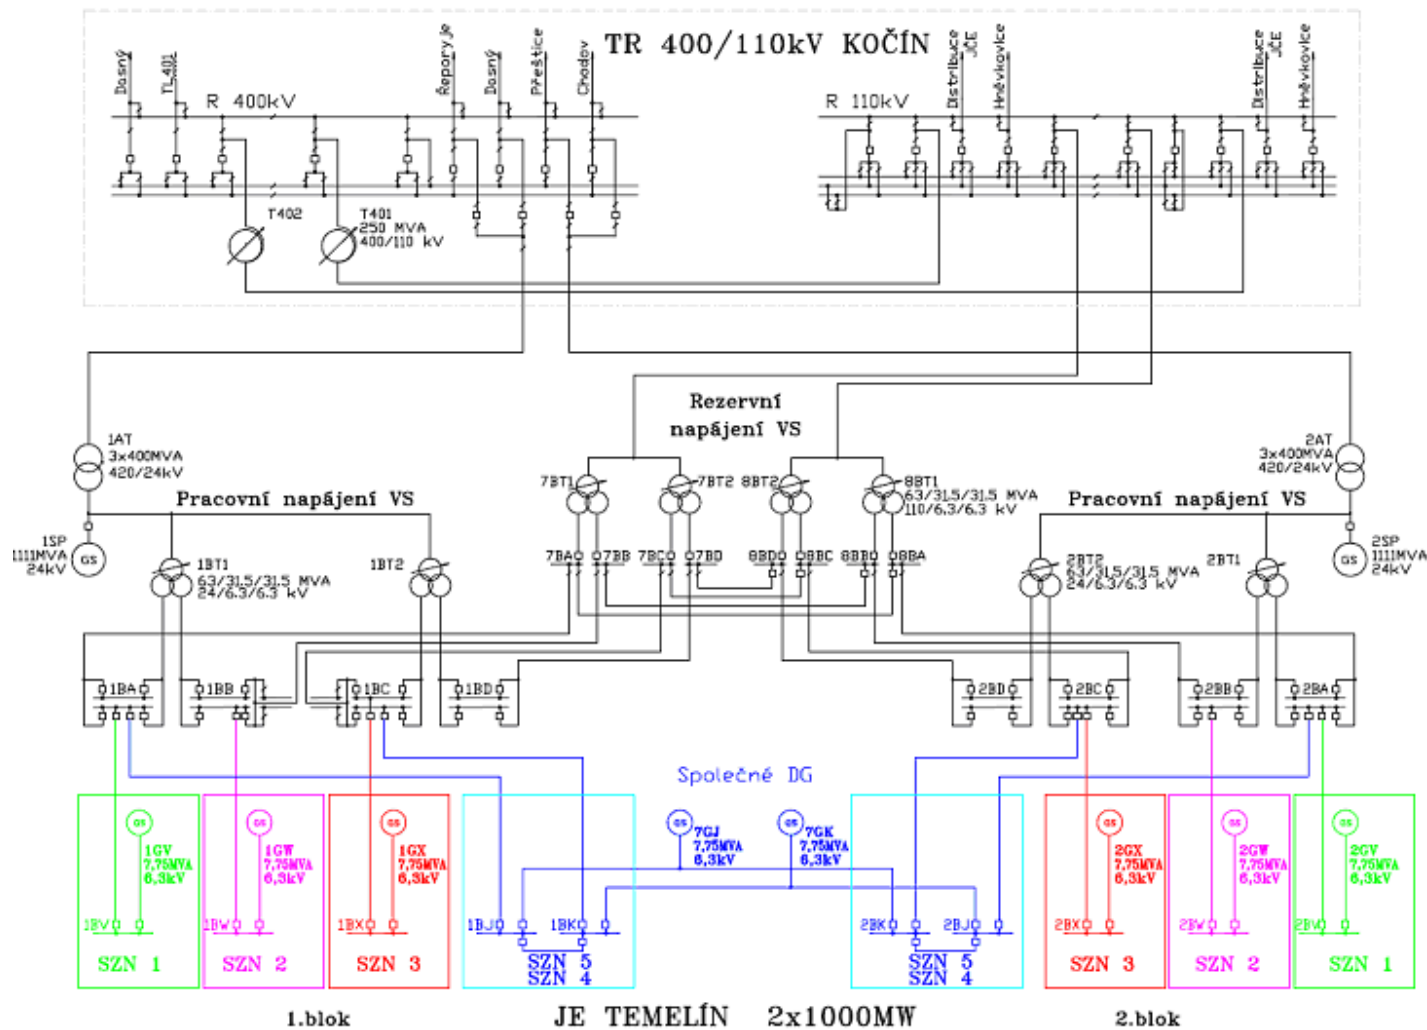 TR 400/110kV KOČÍN
Dasný
TL401
Řeporyje
Dasný
Přeštice
Chodov
Distribuce
JČE
Hněvkovice
Distribuce
JČE
Hněvkovice
R 400kV
R 110kV
T402
T401
250 MVA
400/110 kV
Rezervní
napájení VS
1AT
3x400MVA
420/24kV
2AT
3x400MVA
420/24kV
Pracovní napájení VS
Pracovní napájení VS
7BT1
7BT2
8BT2
8BT1
63/31.5/31.5 MVA
110/6.3/6.3 kV
1SP
1111MVA
24kV
GS
2SP
1111MVA
24kV
GS
1BT1
63/31.5/31.5 MVA
24/6.3/6.3 kV
1BT2
2BT2
63/31.5/31.5 MVA
24/6.3/6.3 kV
2BT1
7BA
7BB
7BC
7BD
8BD
8BC
8BB
8BA
1BA
1BB
1BC
1BD
2BD
2BC
2BB
2BA
Společné DG
GS
1GV
7,75MVA
6,3kV
GS
1GW
7,75MVA
6,3kV
GS
1GX
7,75MVA
6,3kV
GS
7GJ
7,75MVA
6,3kV
GS
7GK
7,75MVA
6,3kV
GS
2GX
7,75MVA
6,3kV
GS
2GW
7,75MVA
6,3kV
GS
2GV
7,75MVA
6,3kV
1BV
1BW
1BX
1BJ
1BK
2BK
2BJ
2BX
2BW
2BV
SZN 1
SZN 2
SZN 3
SZN 5
SZN 4
SZN 5
SZN 4
SZN 3
SZN 2
SZN 1
1.blok
JE TEMELÍN 2x1000MW
2.blok